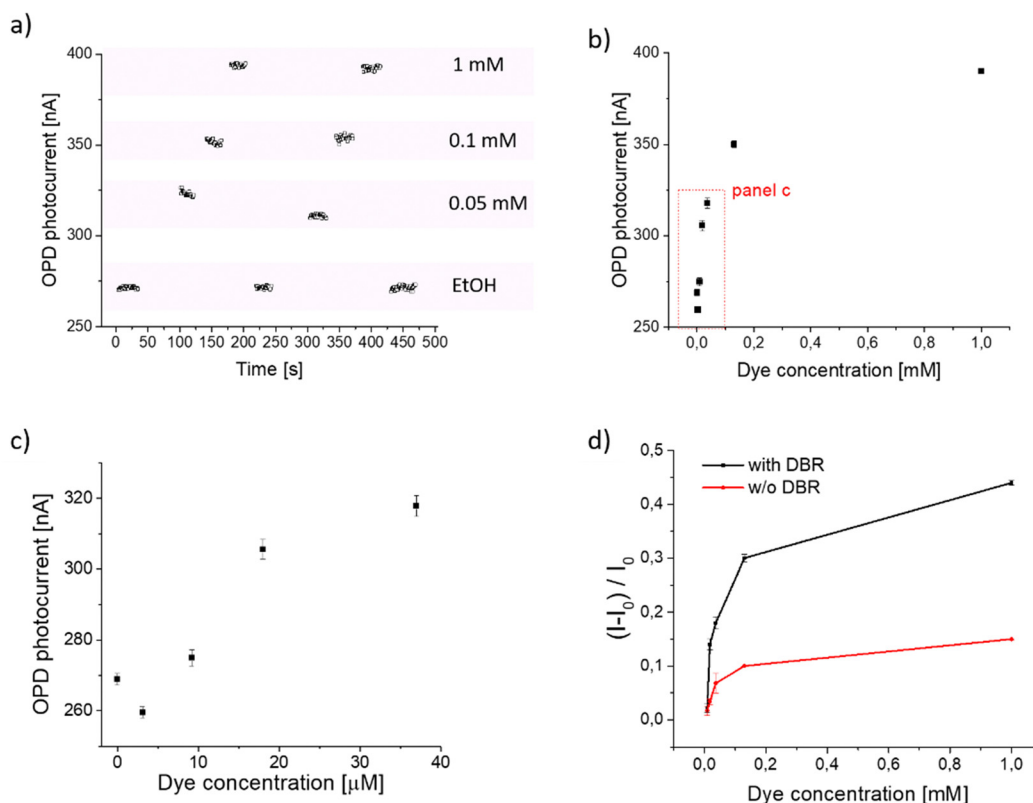 a)
400
350
300
250
OPD photocurrent [nA]
1 mM
0.1 mM
0.05 mM
EtOH
0 50 100 150 200 250 300 350 400 450 500
Time [s]
b)
400
350
300
250
OPD photocurrent [nA]
panel c
0,0 0,2 0,4 0,6 0,8 1,0
Dye concentration [mM]
c)
320
300
280
260
OPD photocurrent [nA]
0 10 20 30 40
Dye concentration [μM]
d)
0,5
0,4
0,3
0,2
0,1
0,0
(I-I₀) / I₀
with DBR
w/o DBR
0,0 0,2 0,4 0,6 0,8 1,0
Dye concentration [mM]